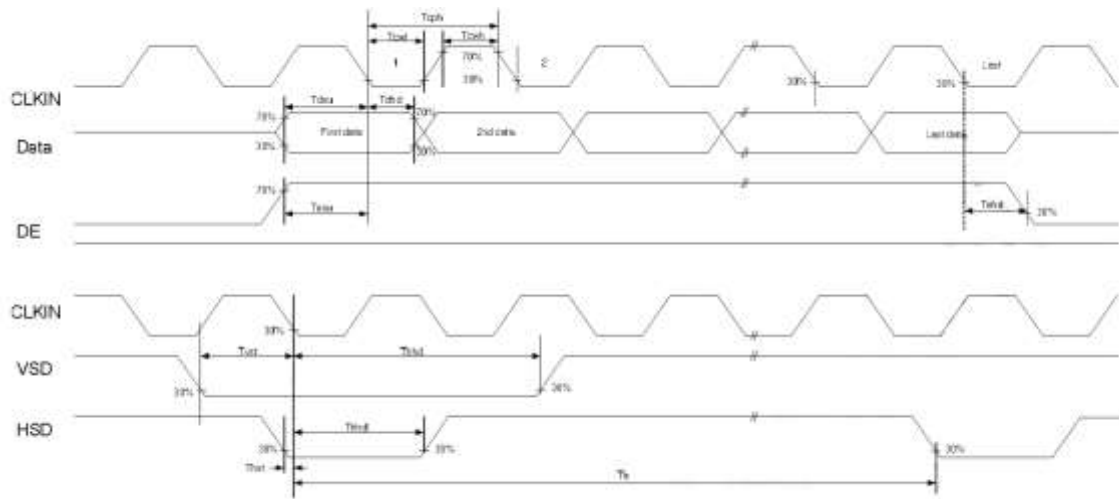 Tcph
Tcwl
Tcwh
1
70%
30%
2
30%
30%
Last
CLKIN
Tdsu
Tdhd
70%
70%
First data
2nd data
Last data
30%
30%
Data
70%
Tesu
Tehd
30%
DE
CLKIN
30%
Tvst
Tvhd
VSD
30%
30%
HSD
Thhd
30%
30%
30%
Thst
Th